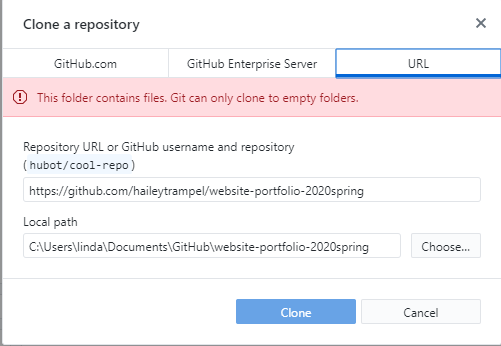 Clone a repository
GitHub.com
GitHub Enterprise Server
URL
This folder contains files. Git can only clone to empty folders.
Repository URL or GitHub username and repository
(hubot/cool-repo)
https://github.com/haileytrampel/website-portfolio-2020spring
Local path
C:\Users\linda\Documents\GitHub\website-portfolio-2020spring
Choose...
Clone
Cancel